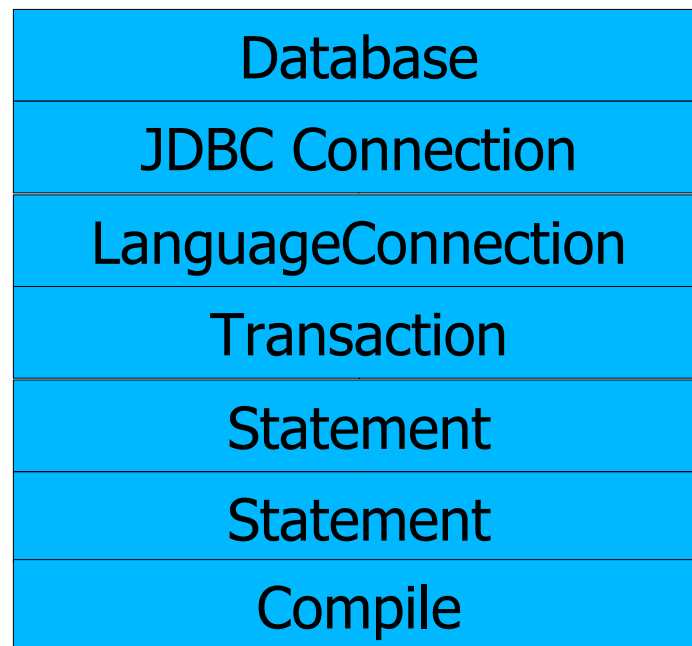 Database
JDBC Connection
LanguageConnection
Transaction
Statement
Statement
Compile